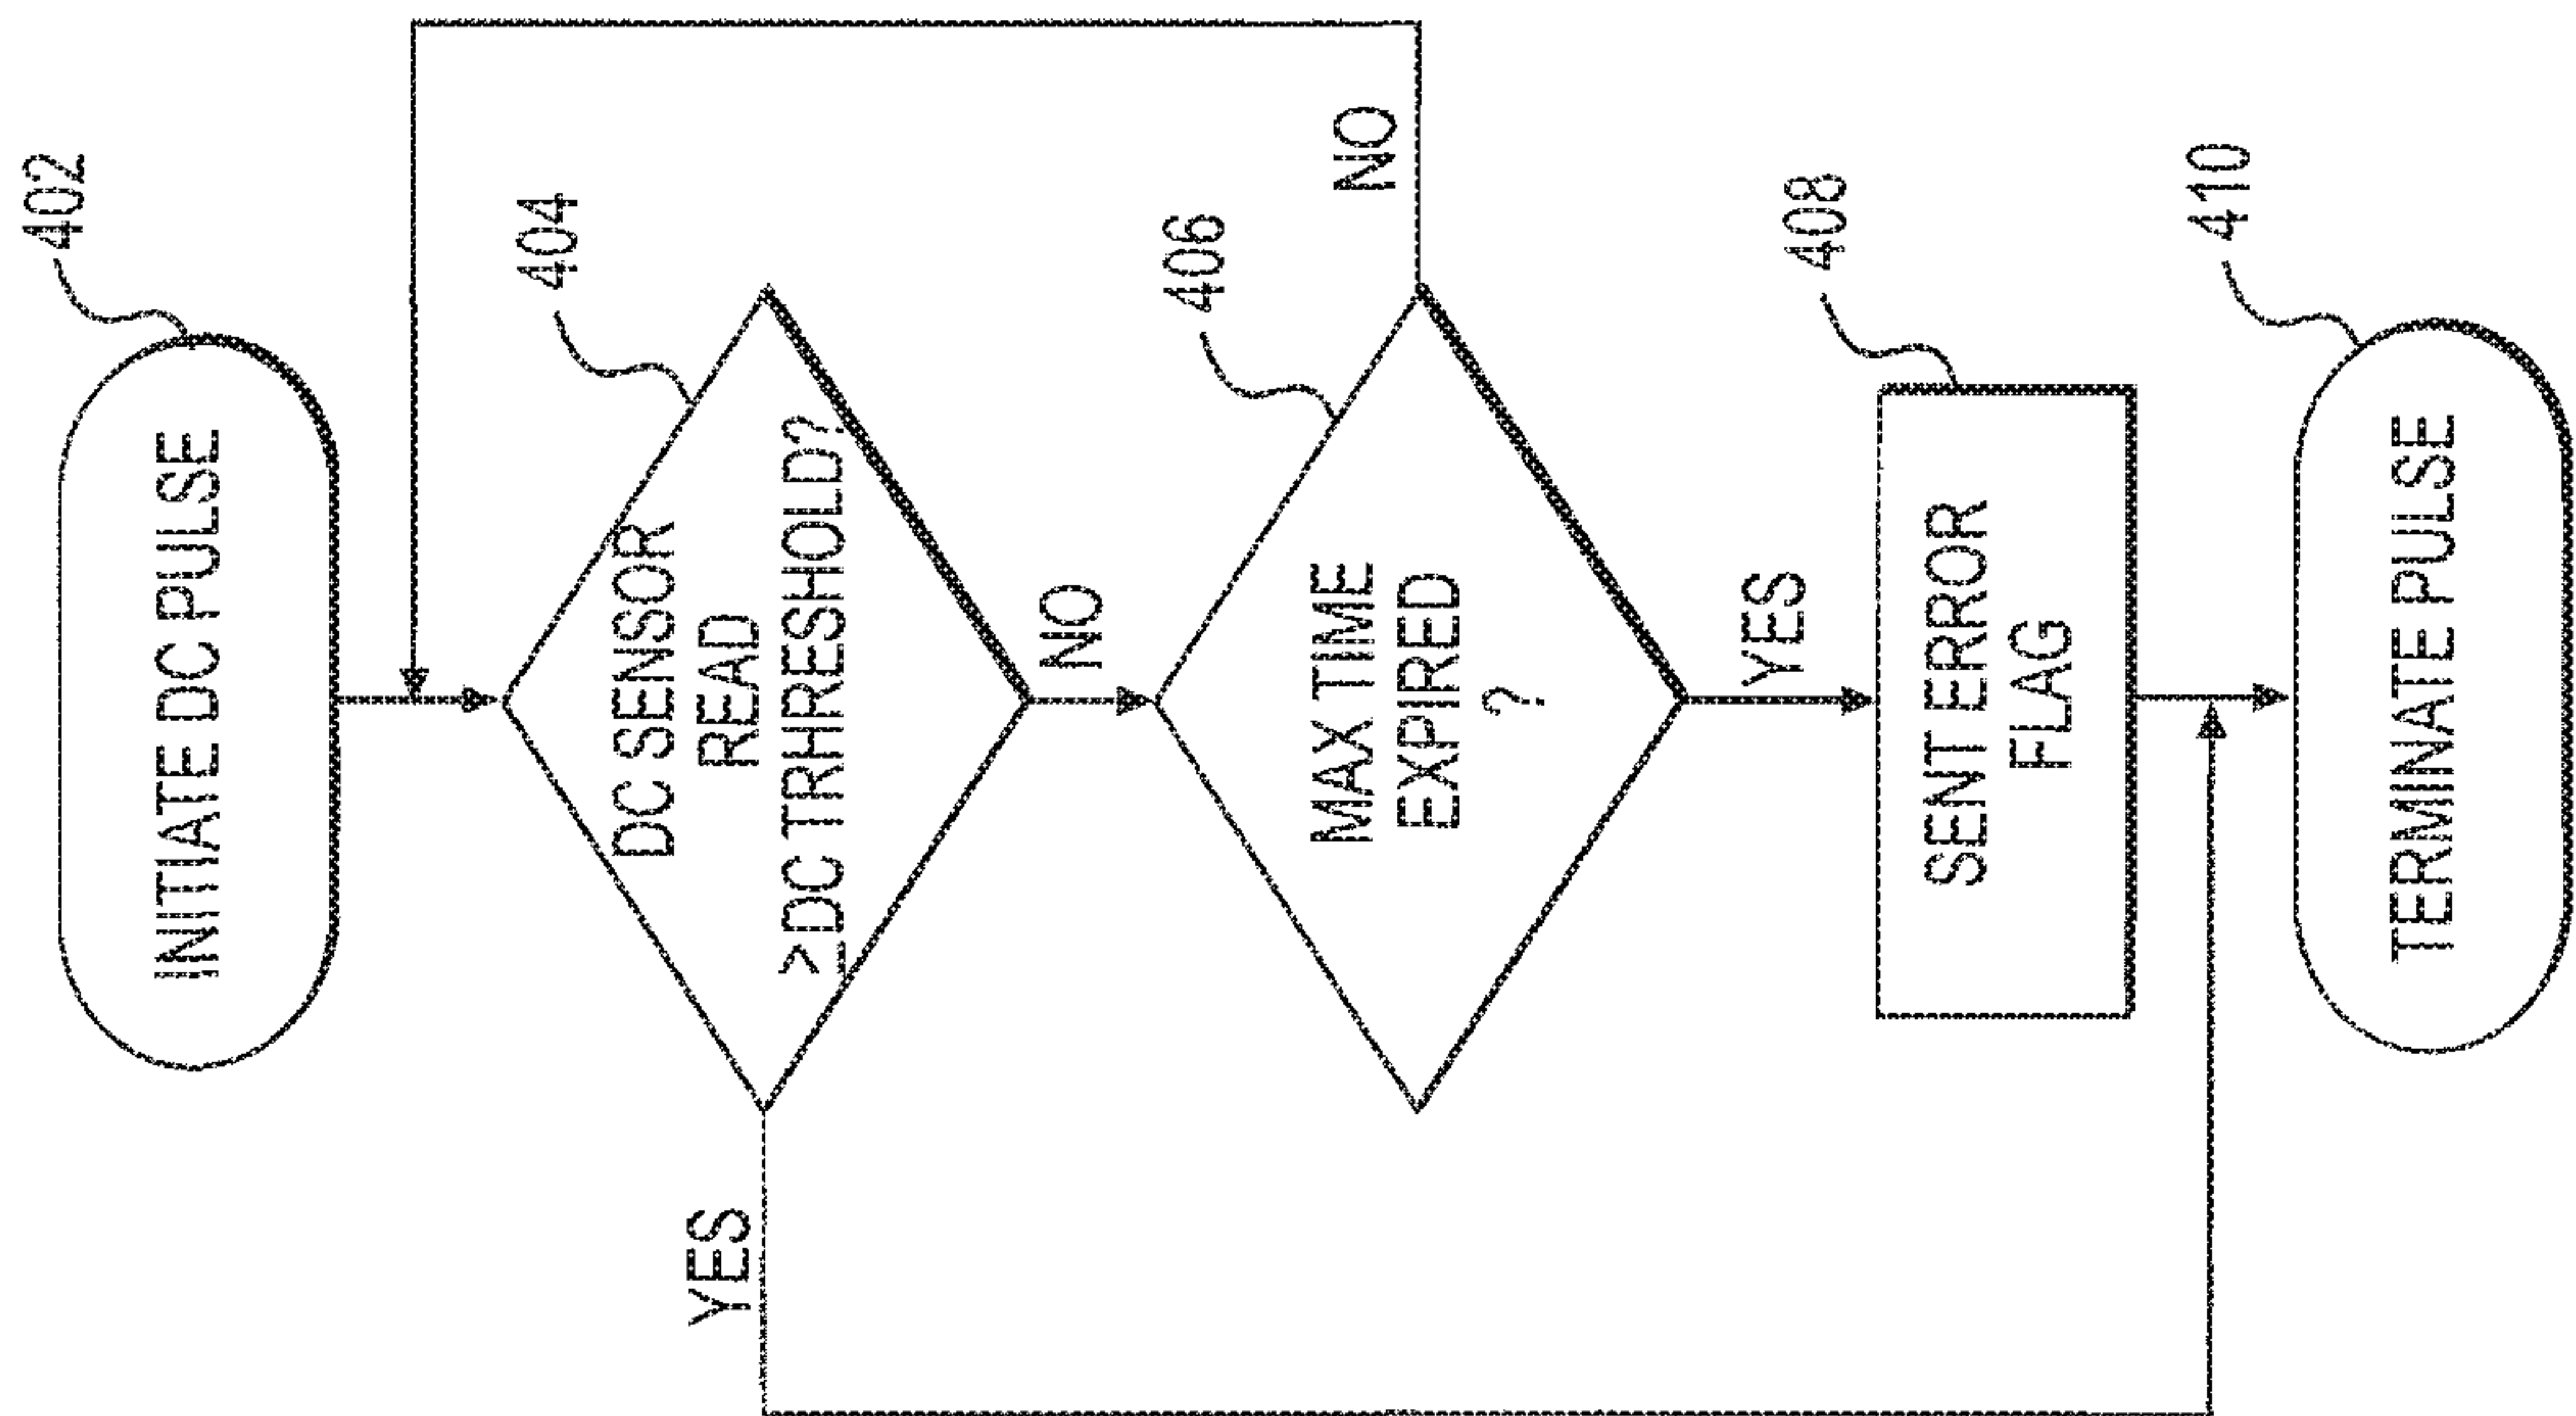 402
INITIATE DC PULSE
404
DC SENSOR
READ
≥DC TRHRESHOLD?
YES
NO
406
MAX TIME
EXPIRED
?
NO
YES
408
SENT ERROR
FLAG
410
TERMINATE PULSE